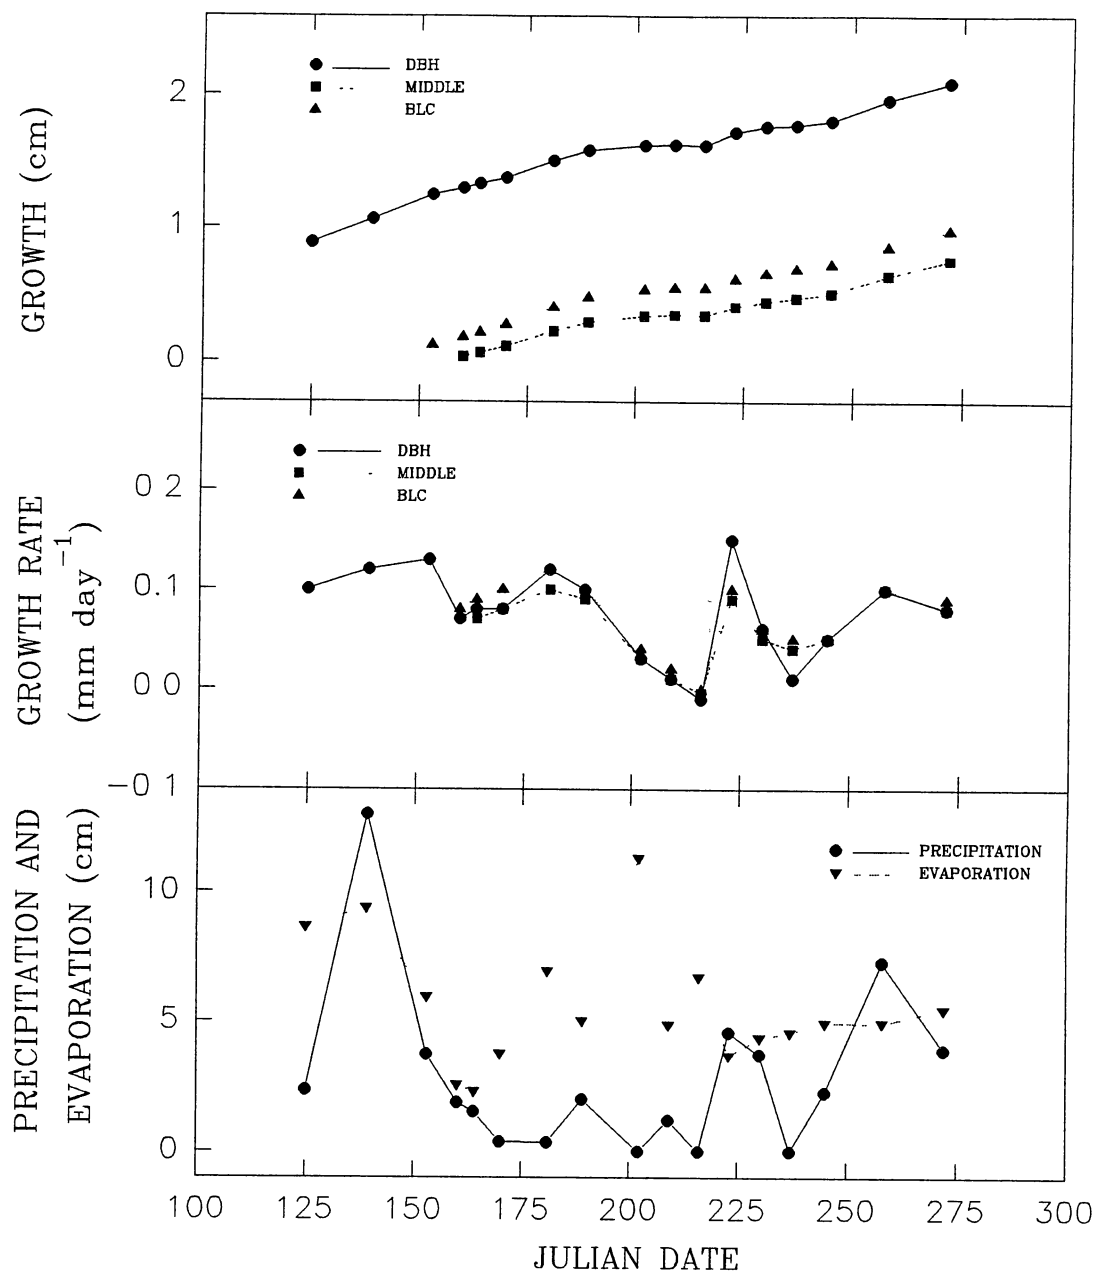 GROWTH (cm)
2
1
0
DBH
MIDDLE
BLC
GROWTH RATE
(mm day⁻¹)
0 2
0.1
0 0
−0 1
DBH
MIDDLE
BLC
PRECIPITATION AND
EVAPORATION (cm)
10
5
0
PRECIPITATION
EVAPORATION
100 125 150 175 200 225 250 275 300
JULIAN DATE